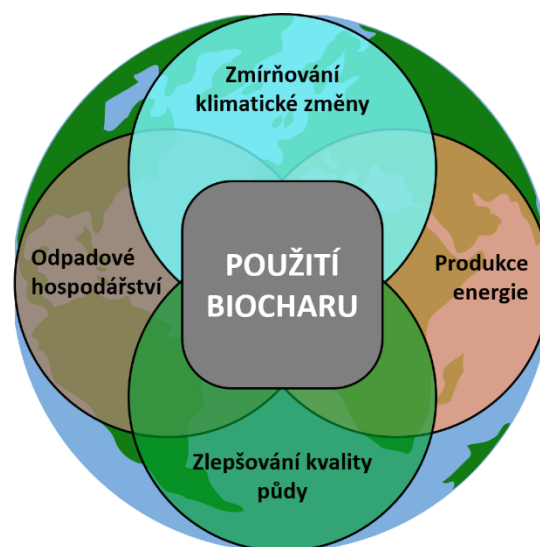 Zmírňování
klimatické změny
Odpadové
hospodářství
POUŽITÍ
BIOCHARU
Produkce
energie
Zlepšování kvality
půdy